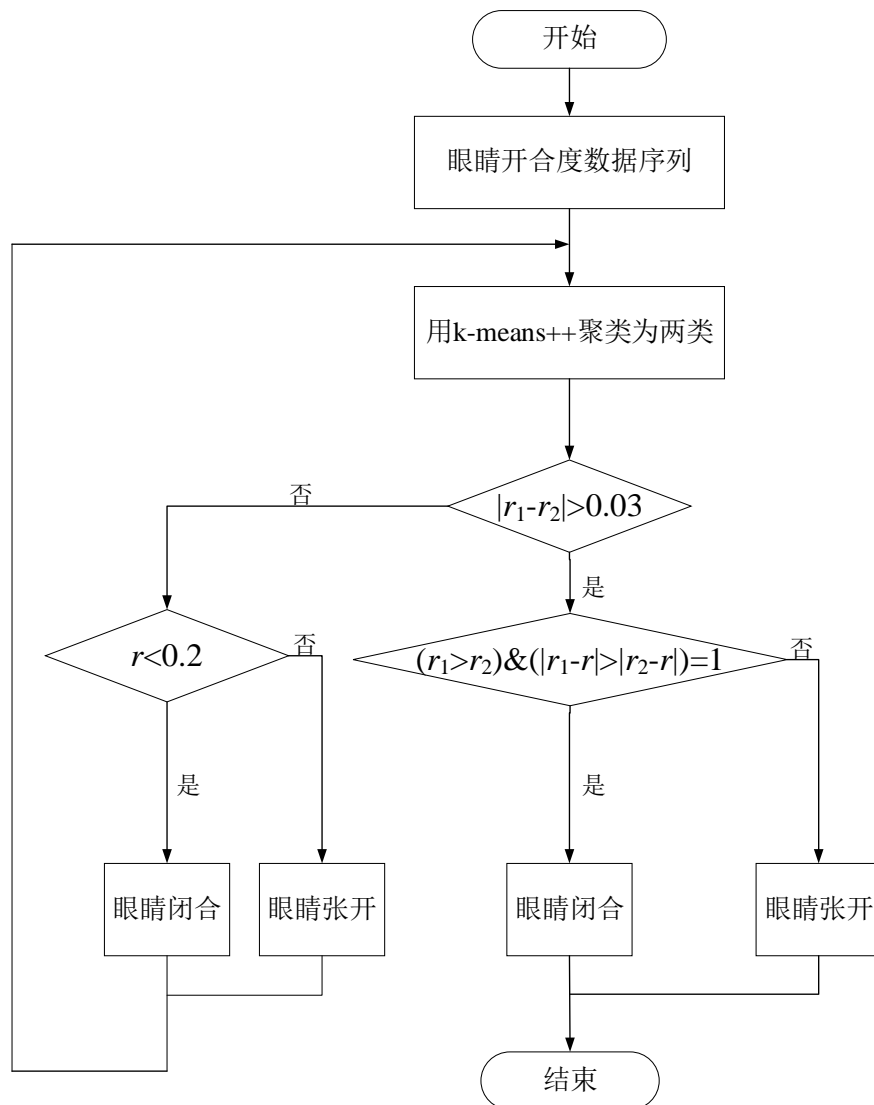 开始
眼睛开合度数据序列
用k-means++聚类为两类
|r₁-r₂|>0.03
否
是
r<0.2
否
(r₁>r₂)&(|r₁-r|>|r₂-r|)=1
否
是
是
眼睛闭合
眼睛张开
眼睛闭合
眼睛张开
结束